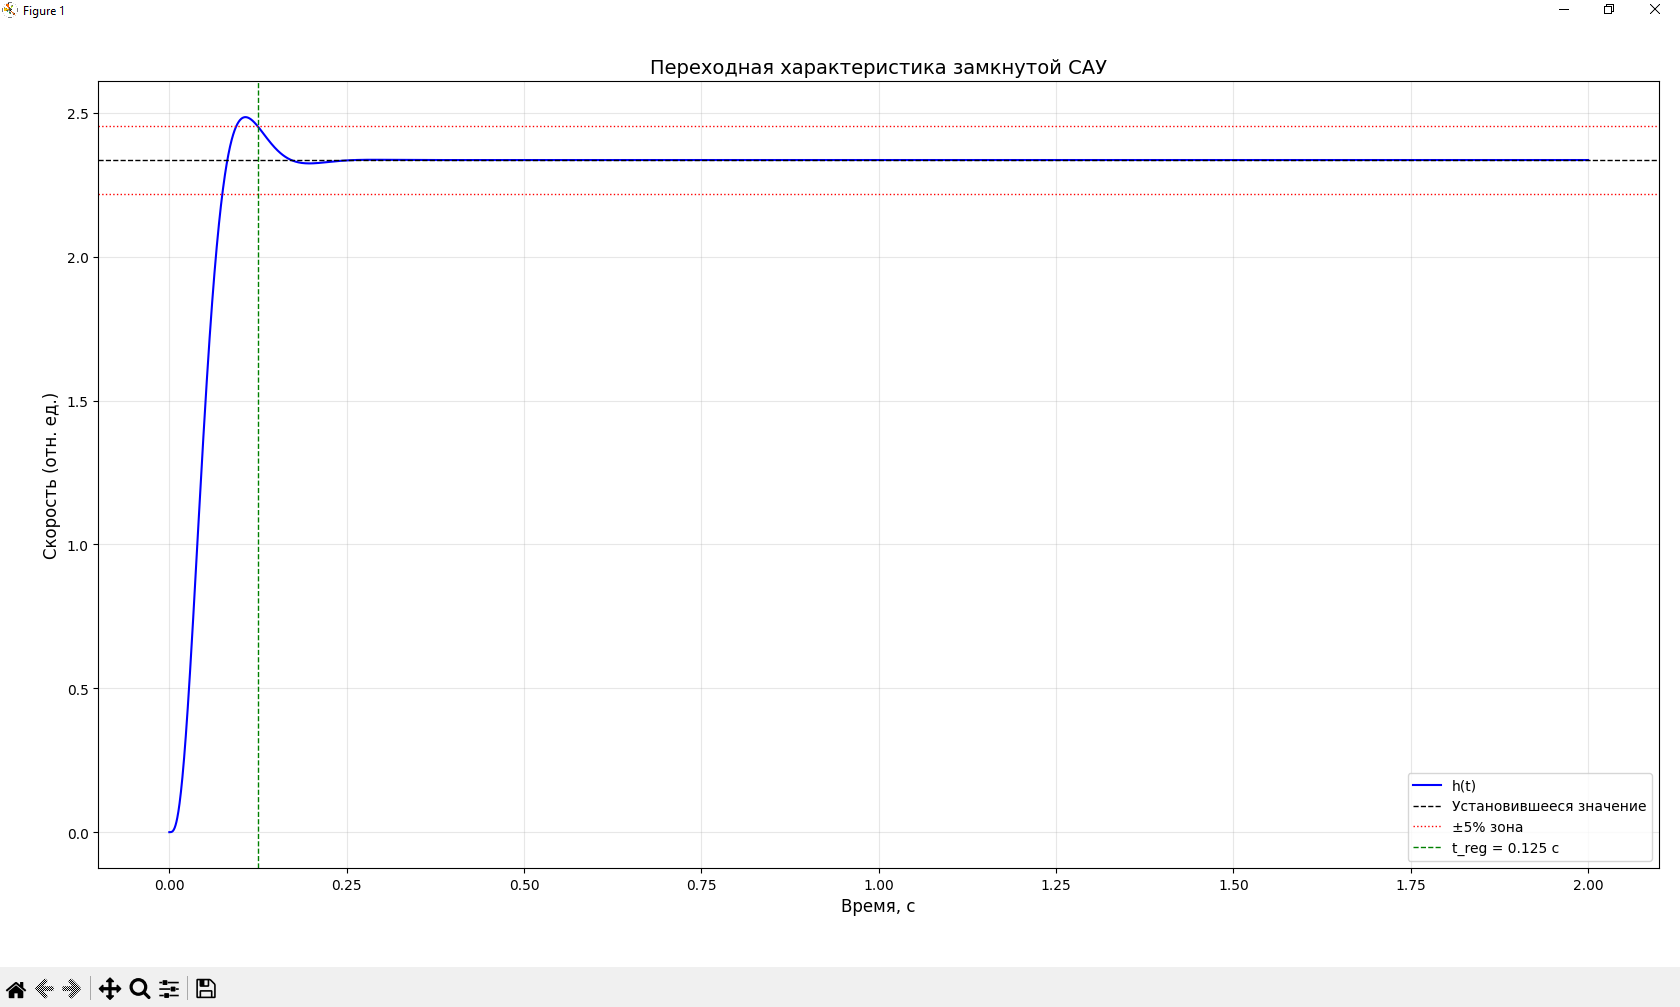 Figure 1
Переходная характеристика замкнутой САУ
Скорость (отн. ед.)
2.5
2.0
1.5
1.0
0.5
0.0
h(t)
Установившееся значение
±5% зона
t_reg = 0.125 с
0.00 0.25 0.50 0.75 1.00 1.25 1.50 1.75 2.00
Время, с